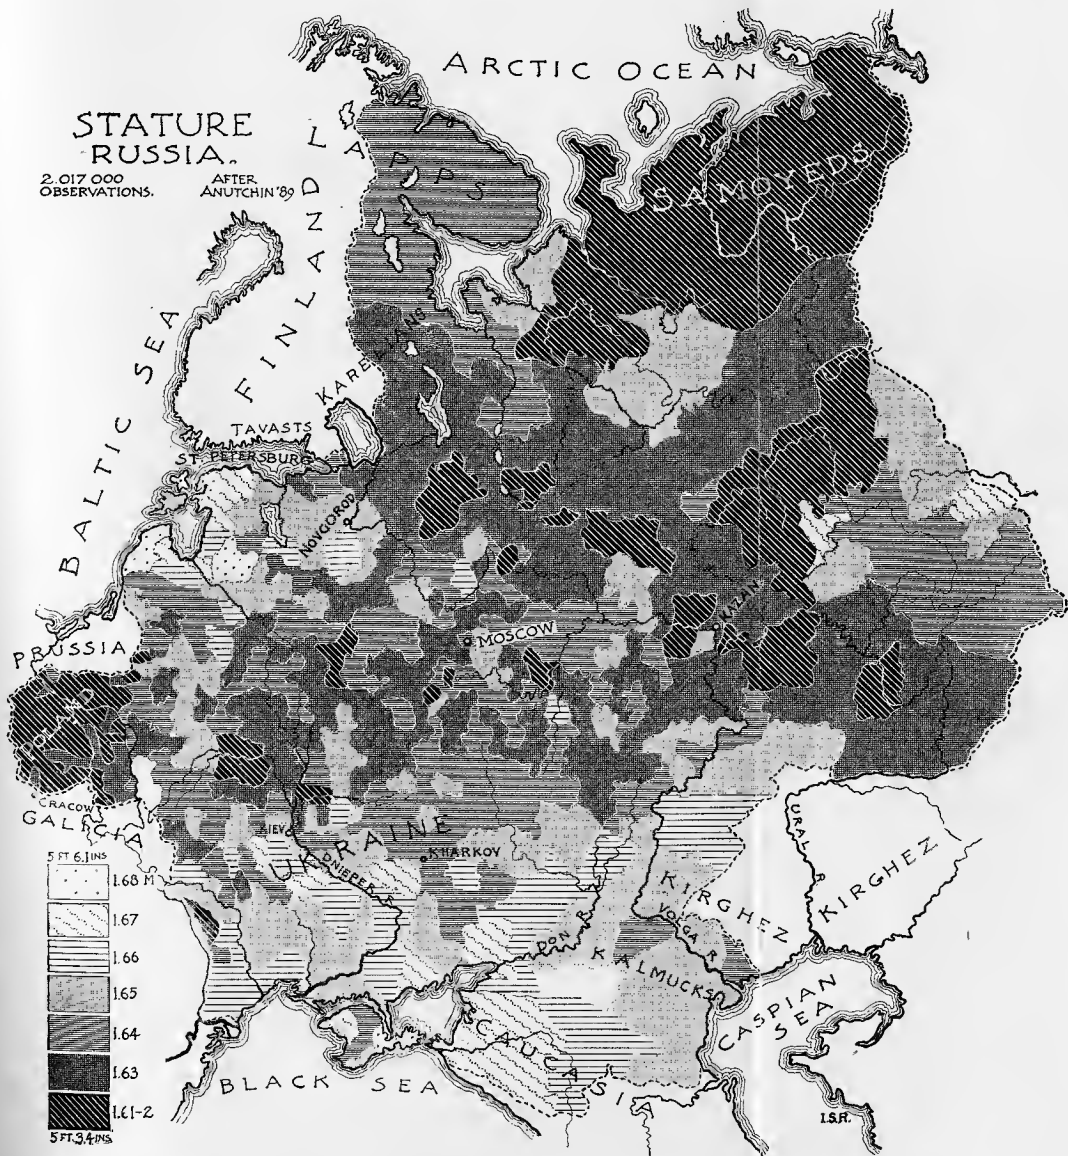 ARCTIC OCEAN
STATURE
RUSSIA.
2.017 000
OBSERVATIONS.
AFTER
ANUTCHIN '89
LAPPS
SAMOYEDS
FINLAND
BALTIC SEA
KARELIANS
TAVASTS
ST PETERSBURG
NOVGOROD
KAZAN
MOSCOW
PRUSSIA
POLAND
CRACOW
GALICIA
KIEV
UKRAINE
DNIEPER R
KHARKOV
DON R
KIRGHEZ
VOLGA R
URAL R
KIRGHEZ
KALMUCKS
CASPIAN
SEA
CAUCASIA
BLACK SEA
5 FT 6.1 INS
1.68 M
1.67
1.66
1.65
1.64
1.63
1.61-2
5 FT. 3.4 INS
I.S.R.